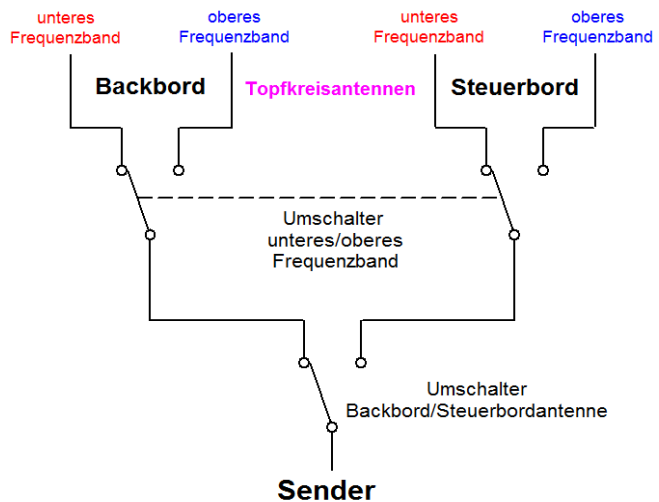 unteres
Frequenzband
oberes
Frequenzband
unteres
Frequenzband
oberes
Frequenzband
Backbord
Topfkreisantennen
Steuerbord
Umschalter
unteres/oberes
Frequenzband
Umschalter
Backbord/Steuerbordantenne
Sender